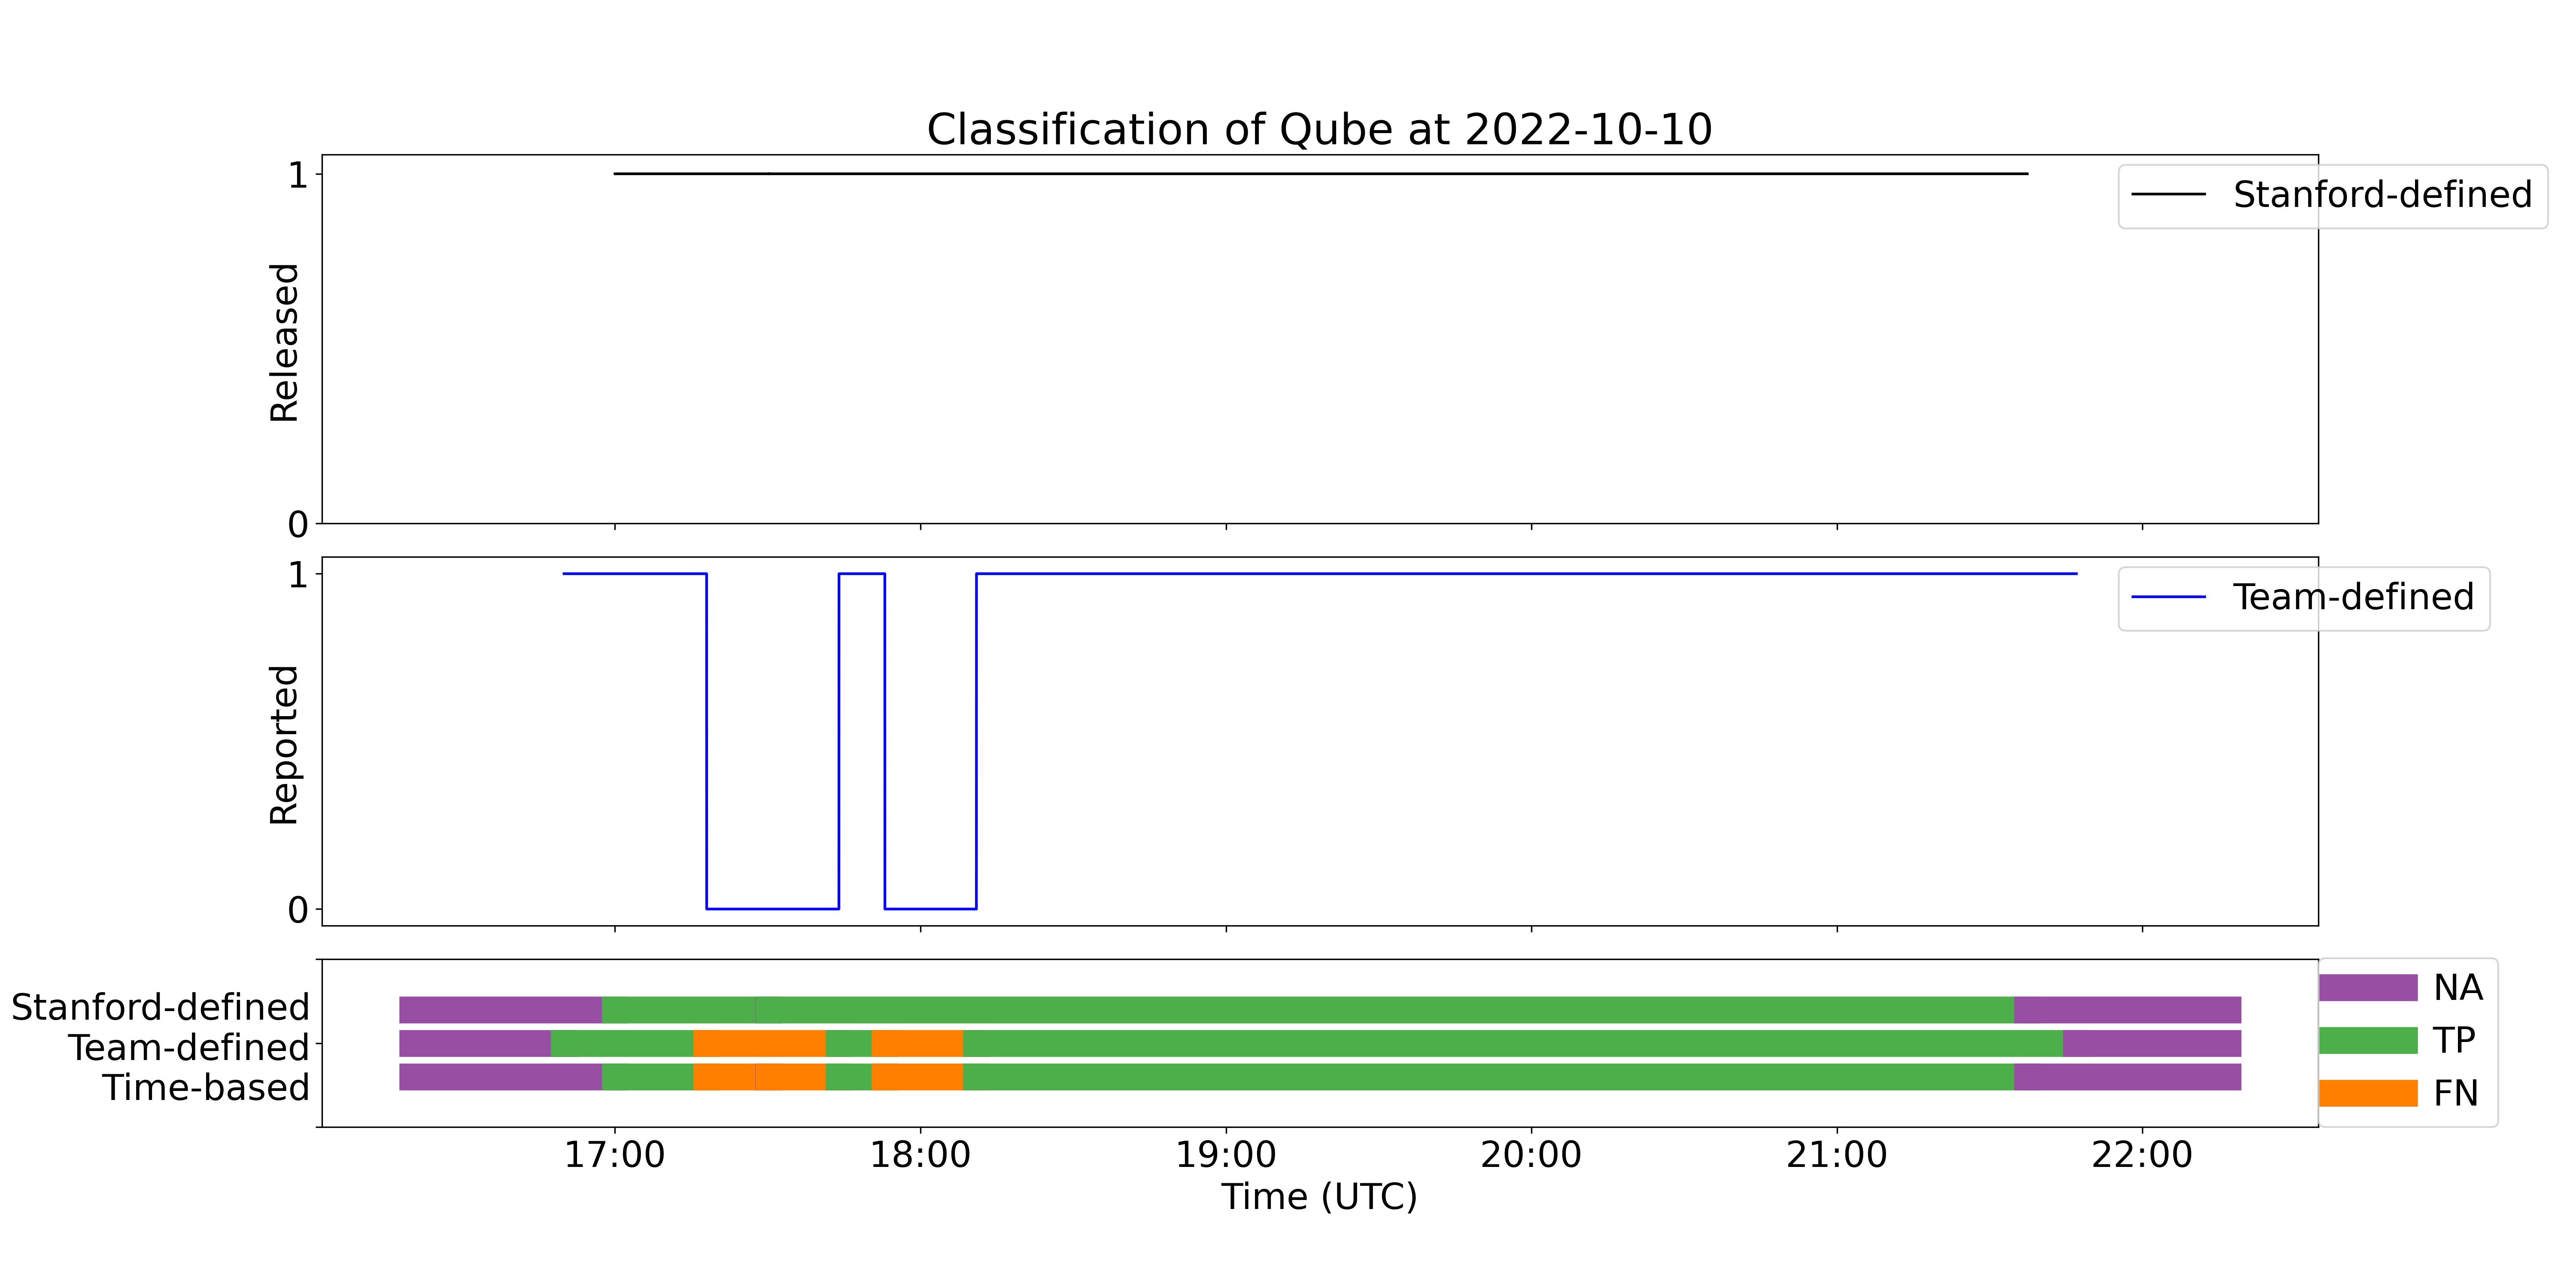 Classification of Qube at 2022-10-10
1
Released
0
Stanford-defined
1
Reported
0
Team-defined
Stanford-defined
Team-defined
Time-based
NA
TP
FN
17:00 18:00 19:00 20:00 21:00 22:00
Time (UTC)